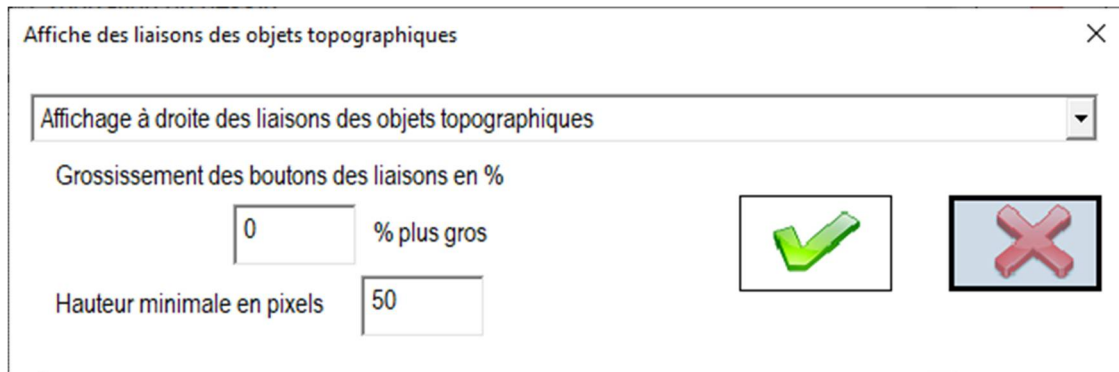 Affiche des liaisons des objets topographiques
Affichage à droite des liaisons des objets topographiques
Grossissement des boutons des liaisons en %
0 % plus gros
Hauteur minimale en pixels 50